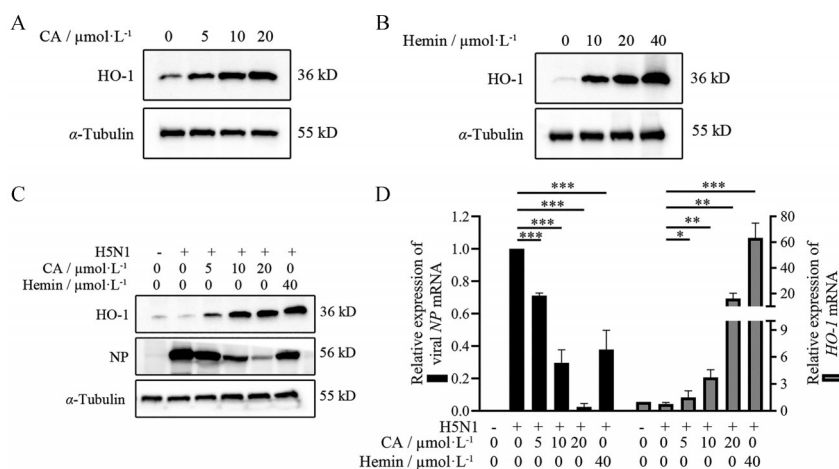 A
CA / μmol·L⁻¹ 0 5 10 20
HO-1 36 kD
α-Tubulin 55 kD
B
Hemin / μmol·L⁻¹ 0 10 20 40
HO-1 36 kD
α-Tubulin 55 kD
C
H5N1 - + + + + +
CA / μmol·L⁻¹ 0 0 5 10 20 0
Hemin / μmol·L⁻¹ 0 0 0 0 0 40
HO-1 36 kD
NP 56 kD
α-Tubulin 55 kD
D
Relative expression of
viral NP mRNA
1.2
1.0
0.8
0.6
0.4
0.2
0.0
***
***
***
***
***
**
**
*
80
60
40
20
9
6
3
0
Relative expression of
HO-1 mRNA
H5N1 - + + + + + - + + + + +
CA / μmol·L⁻¹ 0 0 5 10 20 0 0 0 5 10 20 0
Hemin / μmol·L⁻¹ 0 0 0 0 0 40 0 0 0 0 0 40